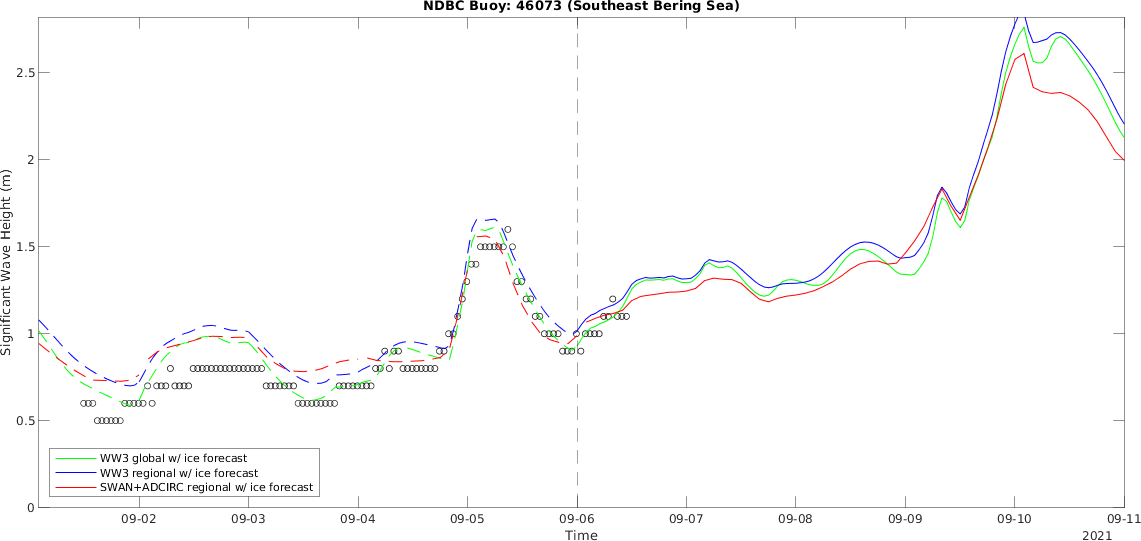 NDBC Buoy: 46073 (Southeast Bering Sea)
Significant Wave Height (m)
2.5
2
1.5
1
0.5
0
WW3 global w/ ice forecast
WW3 regional w/ ice forecast
SWAN+ADCIRC regional w/ ice forecast
09-02 09-03 09-04 09-05 09-06 09-07 09-08 09-09 09-10 09-11
Time
2021